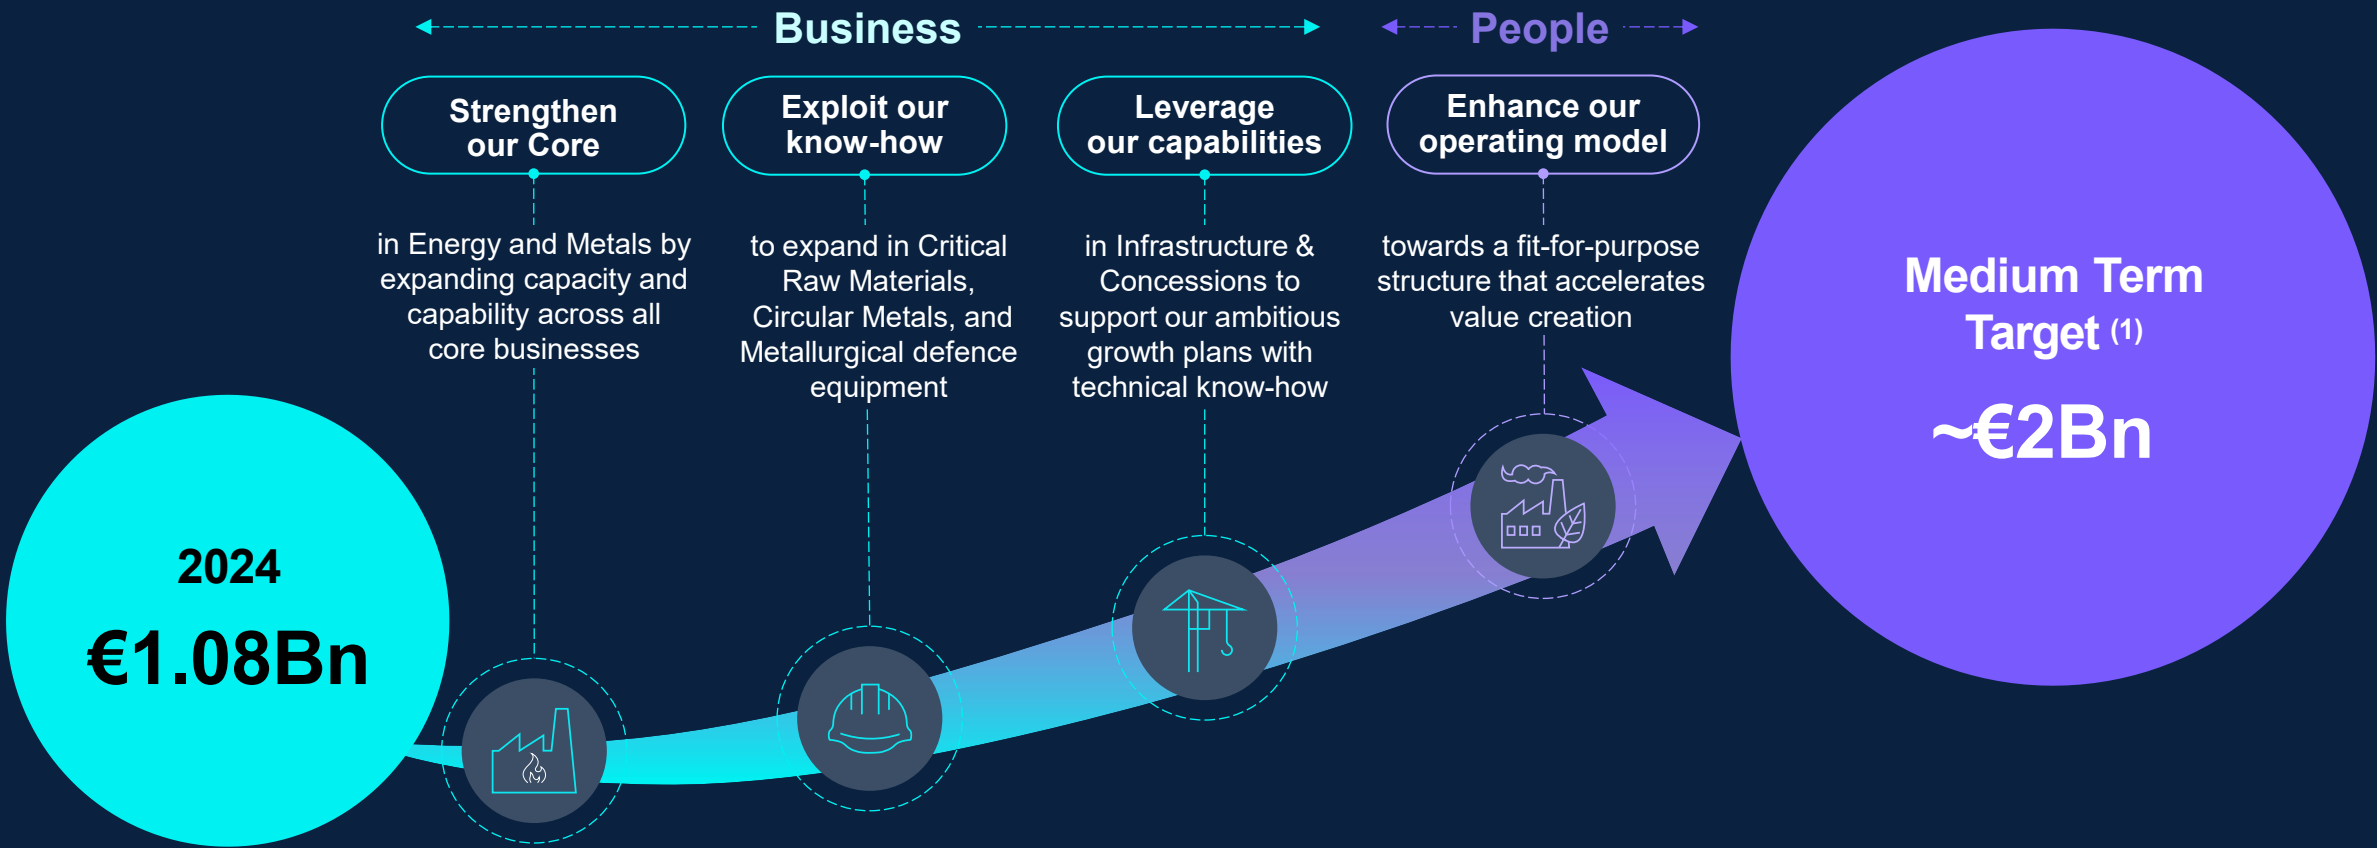 Business
People
Strengthen
our Core
in Energy and Metals by
expanding capacity and
capability across all
core businesses
Exploit our
know-how
to expand in Critical
Raw Materials,
Circular Metals, and
Metallurgical defence
equipment
Leverage
our capabilities
in Infrastructure &
Concessions to
support our ambitious
growth plans with
technical know-how
Enhance our
operating model
towards a fit-for-purpose
structure that accelerates
value creation
2024
€1.08Bn
Medium Term
Target (1)
~€2Bn